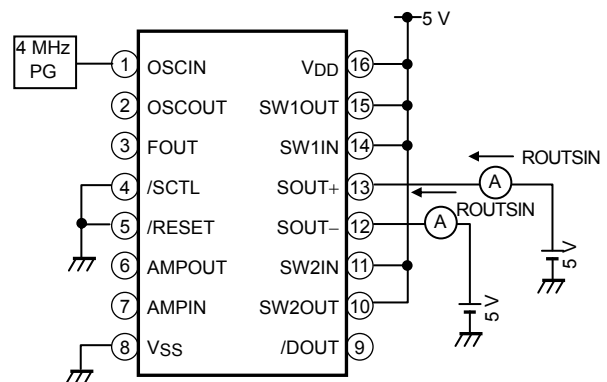 5 V
4 MHz
PG
1 OSCIN VDD 16
2 OSCOUT SW1OUT 15
3 FOUT SW1IN 14
ROUTSIN
4 /SCTL SOUT+ 13 A
ROUTSIN
5 /RESET SOUT− 12 A
6 AMPOUT SW2IN 11
5 V
7 AMPIN SW2OUT 10
5 V
8 VSS /DOUT 9